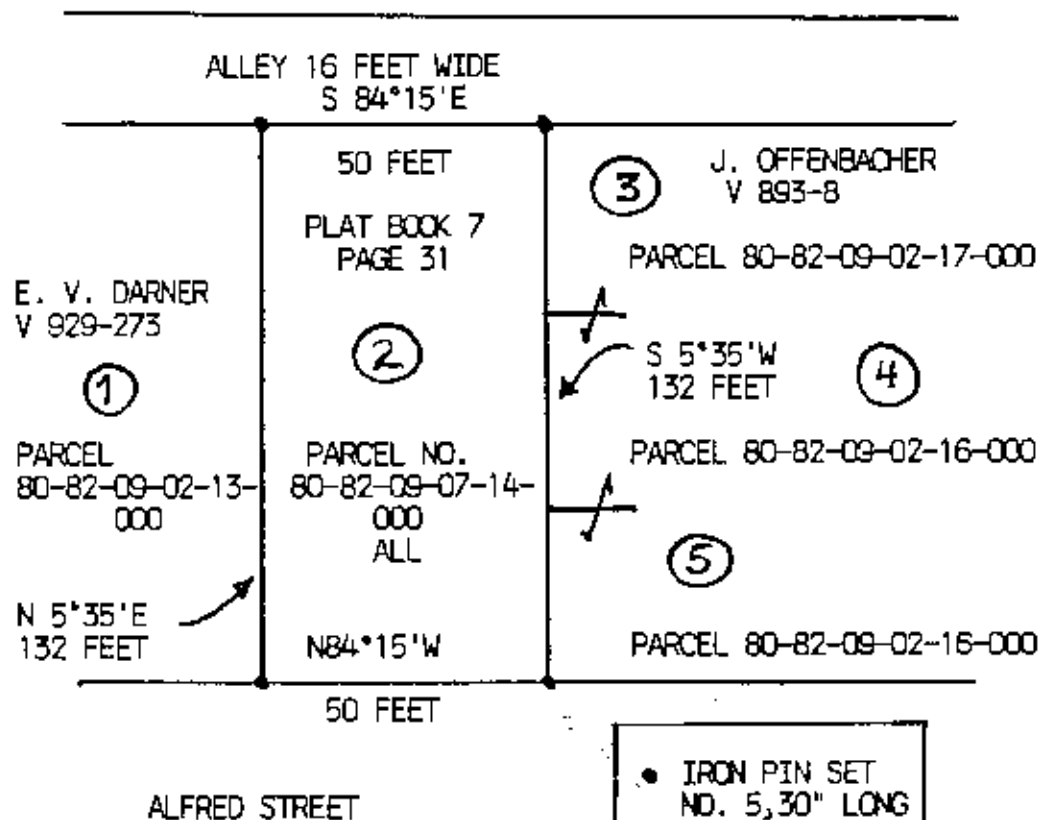 ALLEY 16 FEET WIDE
S 84°15'E
50 FEET
PLAT BOOK 7
PAGE 31
E. V. DARNER
V 929-273
1
PARCEL
80-82-09-02-13-
000
N 5°35'E
132 FEET
2
PARCEL NO.
80-82-09-07-14-
000
ALL
N84°15'W
50 FEET
3
J. OFFENBACHER
V 893-8
PARCEL 80-82-09-02-17-000
S 5°35'W
132 FEET
4
PARCEL 80-82-09-02-16-000
5
PARCEL 80-82-09-02-16-000
ALFRED STREET
• IRON PIN SET
NO. 5,30" LONG